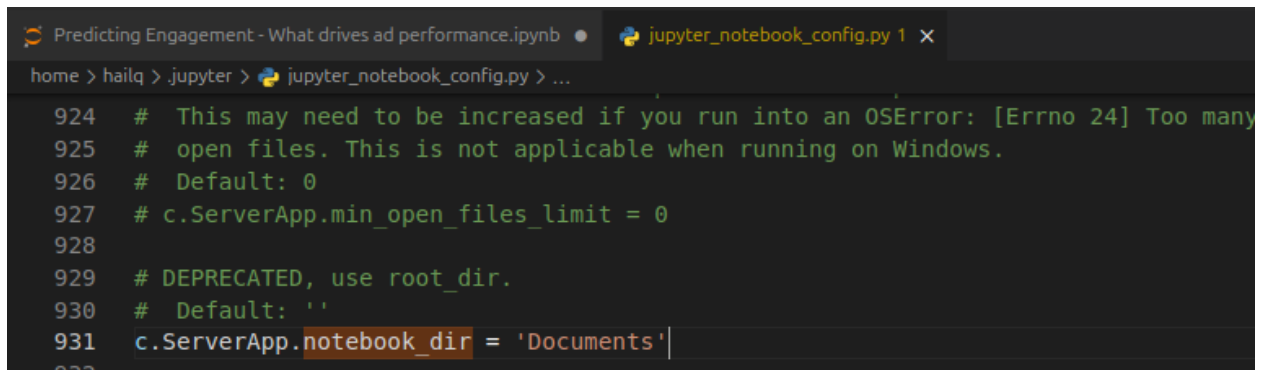 Predicting Engagement - What drives ad performance.ipynb ● jupyter_notebook_config.py 1 ×
home > hailq > .jupyter > jupyter_notebook_config.py > ...
924 # This may need to be increased if you run into an OSError: [Errno 24] Too many
925 # open files. This is not applicable when running on Windows.
926 # Default: 0
927 # c.ServerApp.min_open_files_limit = 0
928
929 # DEPRECATED, use root_dir.
930 # Default: ''
931 c.ServerApp.notebook_dir = 'Documents'